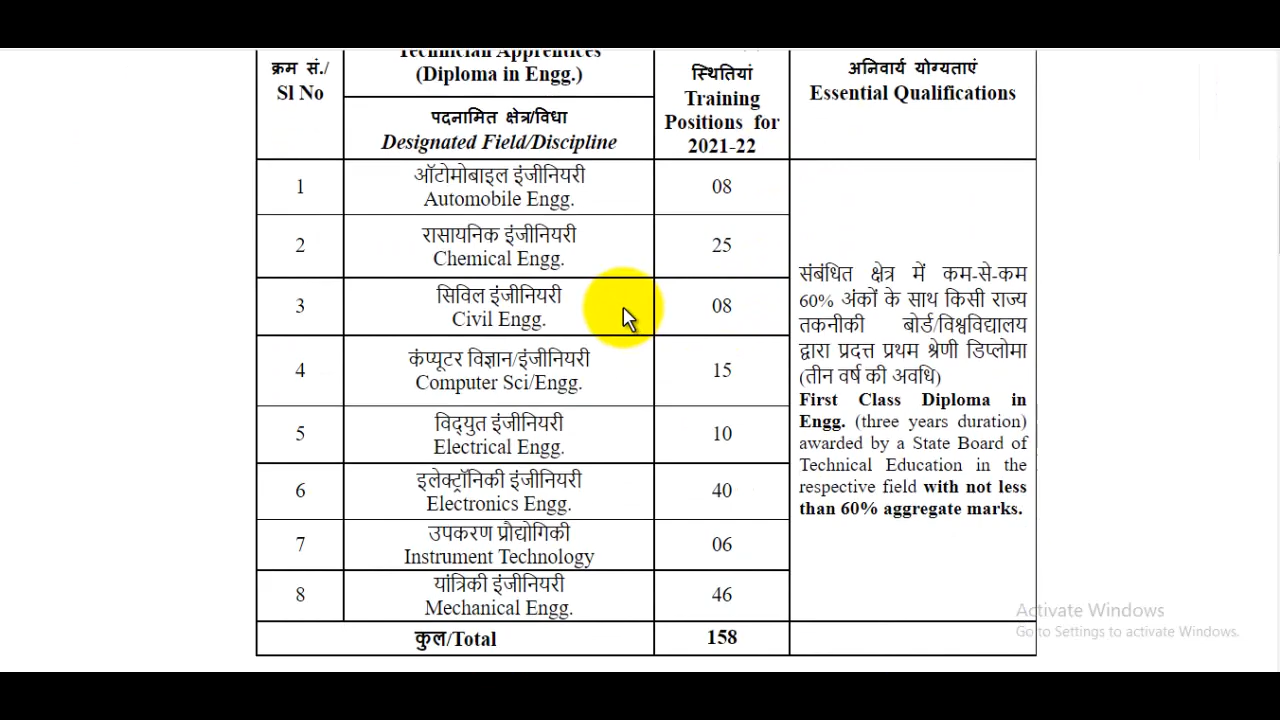 Technician Apprentices
क्रम सं./
Sl No
(Diploma in Engg.)
स्थितियां
Training
Positions for
2021-22
अनिवार्य योग्यताएं
Essential Qualifications
पदनामित क्षेत्र/विधा
Designated Field/Discipline
1
ऑटोमोबाइल इंजीनियरी
Automobile Engg.
08
2
रासायनिक इंजीनियरी
Chemical Engg.
25
3
सिविल इंजीनियरी
Civil Engg.
08
4
कंप्यूटर विज्ञान/इंजीनियरी
Computer Sci/Engg.
15
5
विद्युत इंजीनियरी
Electrical Engg.
10
6
इलेक्ट्रॉनिकी इंजीनियरी
Electronics Engg.
40
7
उपकरण प्रौद्योगिकी
Instrument Technology
06
8
यांत्रिकी इंजीनियरी
Mechanical Engg.
46
संबंधित क्षेत्र में कम-से-कम
60% अंकों के साथ किसी राज्य
तकनीकी बोर्ड/विश्वविद्यालय
द्वारा प्रदत्त प्रथम श्रेणी डिप्लोमा
(तीन वर्ष की अवधि)
First Class Diploma in
Engg. (three years duration)
awarded by a State Board of
Technical Education in the
respective field with not less
than 60% aggregate marks.
कुल/Total
158
Activate Windows
Go to Settings to activate Windows.